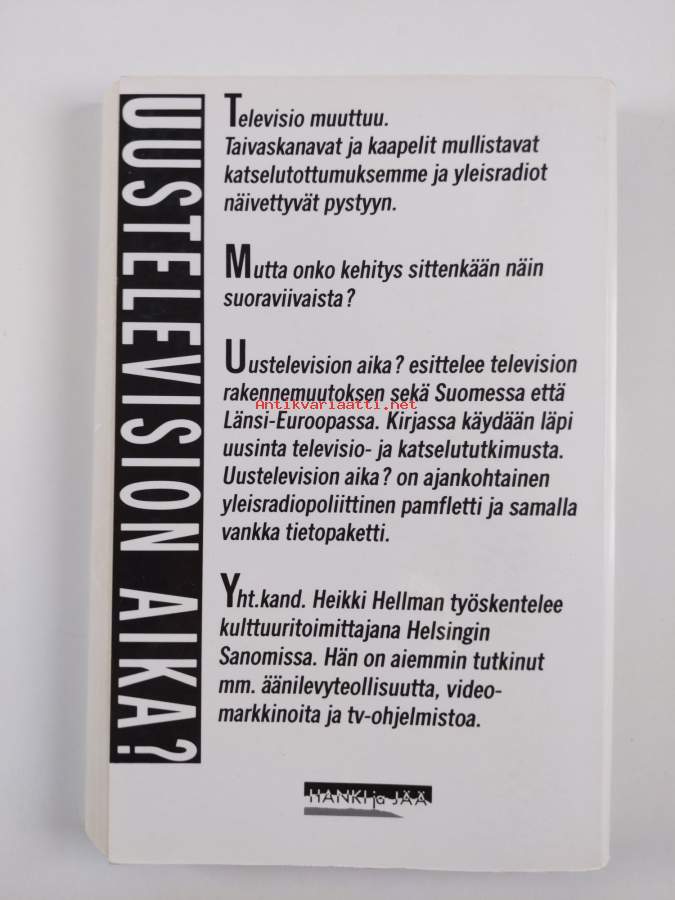 UUSTELEVISION AIKA?
Televisio muuttuu.
Taivaskanavat ja kaapelit mullistavat
katselutottumuksemme ja yleisradiot
näivettyvät pystyyn.
Mutta onko kehitys sittenkään näin
suoraviivaista?
Uustelevision aika? esittelee television
rakennemuutoksen sekä Suomessa että
Antikvariaatti.net
Länsi-Euroopassa. Kirjassa käydään läpi
uusinta televisio- ja katselututkimusta.
Uustelevision aika? on ajankohtainen
yleisradiopoliittinen pamfletti ja samalla
vankka tietopaketti.
Yht.kand. Heikki Hellman työskentelee
kulttuuritoimittajana Helsingin
Sanomissa. Hän on aiemmin tutkinut
mm. äänilevyteollisuutta, video-
markkinoita ja tv-ohjelmistoa.
HANKI ja JÄÄ